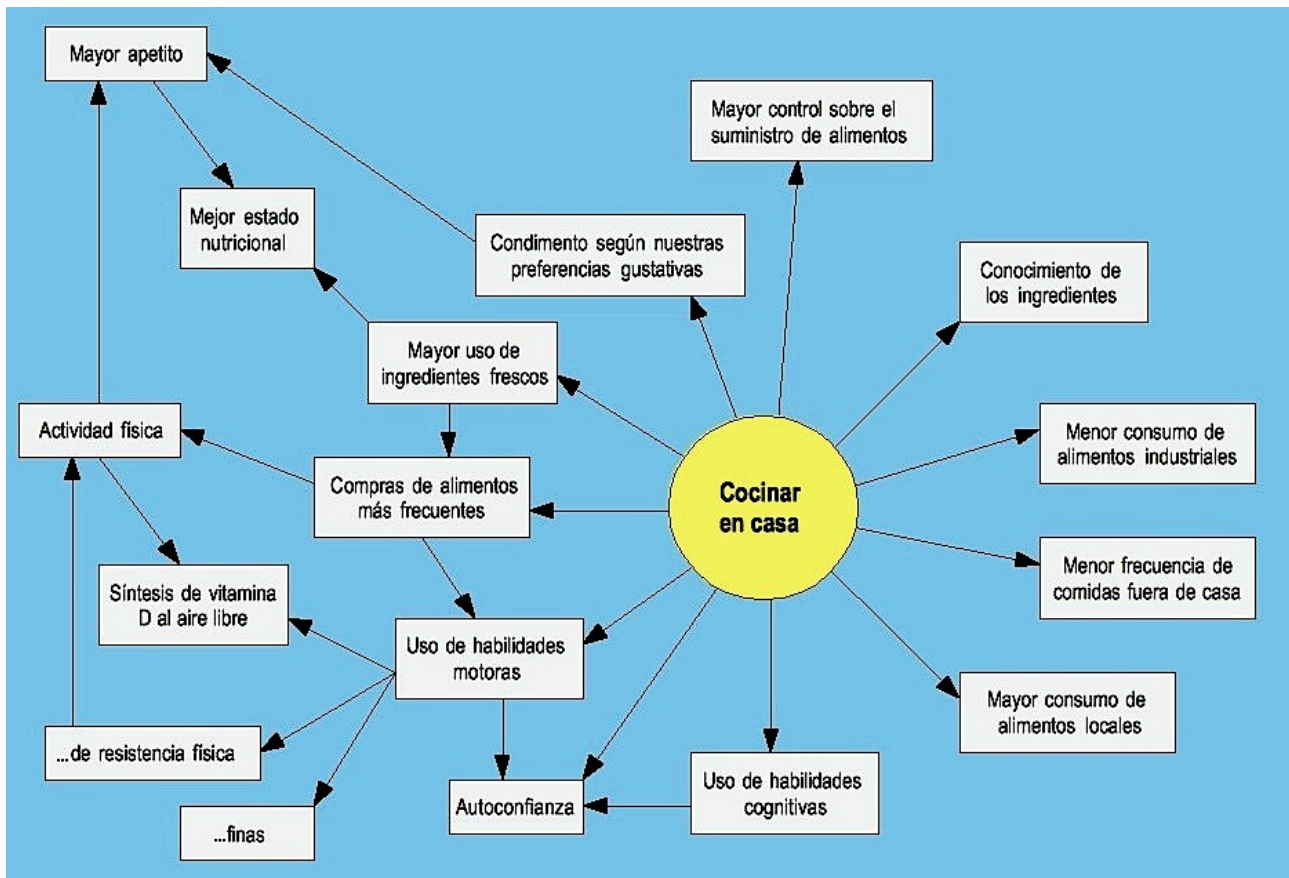 Mayor apetito
Mayor control sobre el
suministro de alimentos
Mejor estado
nutricional
Condimento según nuestras
preferencias gustativas
Conocimiento de
los ingredientes
Mayor uso de
ingredientes frescos
Actividad física
Menor consumo de
alimentos industriales
Compras de alimentos
más frecuentes
Cocinar
en casa
Menor frecuencia de
comidas fuera de casa
Síntesis de vitamina
D al aire libre
Uso de habilidades
motoras
Mayor consumo de
alimentos locales
...de resistencia física
Autoconfianza
Uso de habilidades
cognitivas
...finas